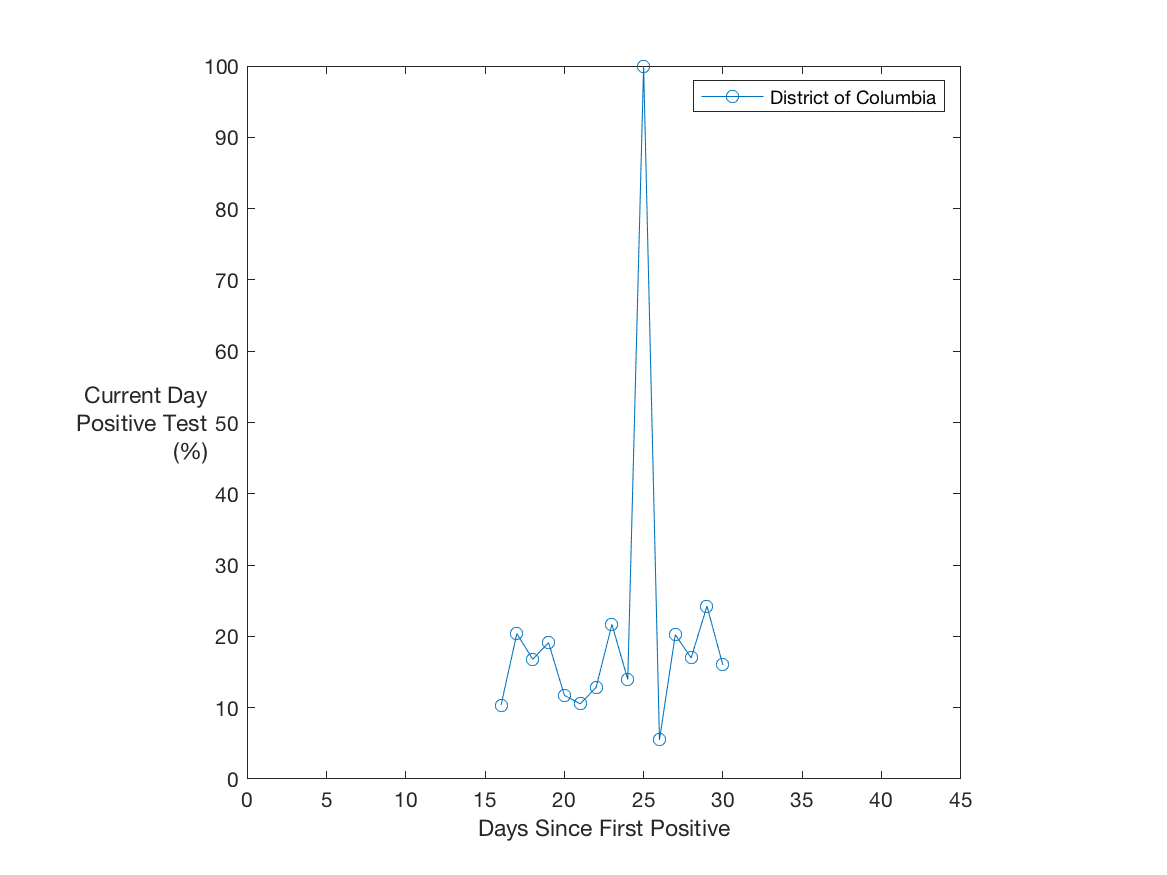 100
90
80
70
60
50
40
30
20
10
0
Current Day
Positive Test
(%)
District of Columbia
0 5 10 15 20 25 30 35 40 45
Days Since First Positive